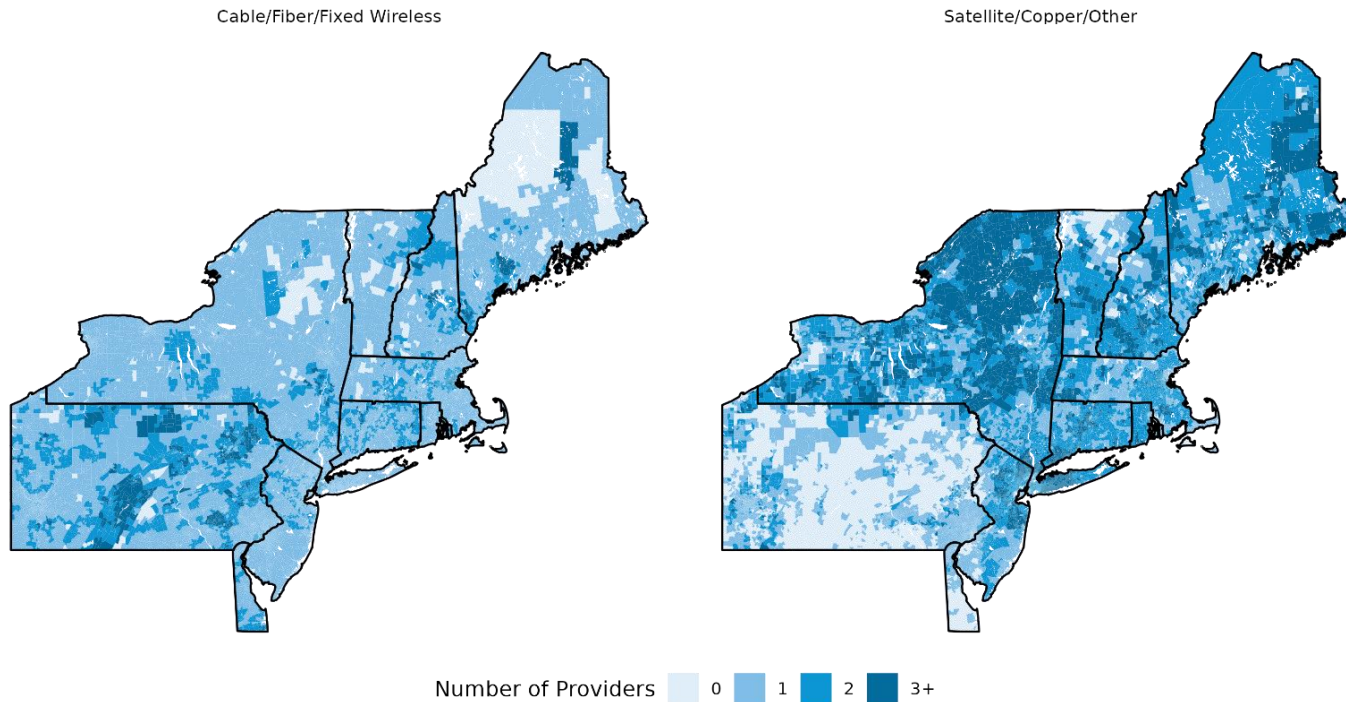 Cable/Fiber/Fixed Wireless
Satellite/Copper/Other
Number of Providers 0 1 2 3+